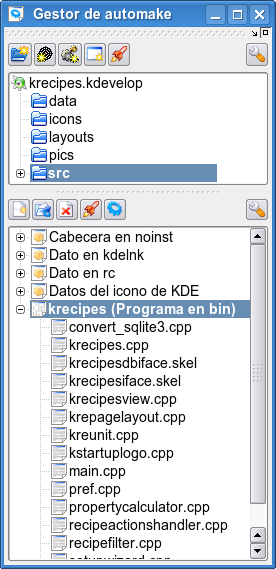 Gestor de automake
krecipes.kdevelop
data
icons
layouts
pics
src
Cabecera en noinst
Dato en kdelnk
Dato en rc
Datos del icono de KDE
krecipes (Programa en bin)
convert_sqlite3.cpp
krecipes.cpp
krecipesdbiface.skel
krecipesiface.skel
krecipesview.cpp
krepagelayout.cpp
kreunit.cpp
kstartuplogo.cpp
main.cpp
pref.cpp
propertycalculator.cpp
recipeactionshandler.cpp
recipefilter.cpp
setupwizard.cpp